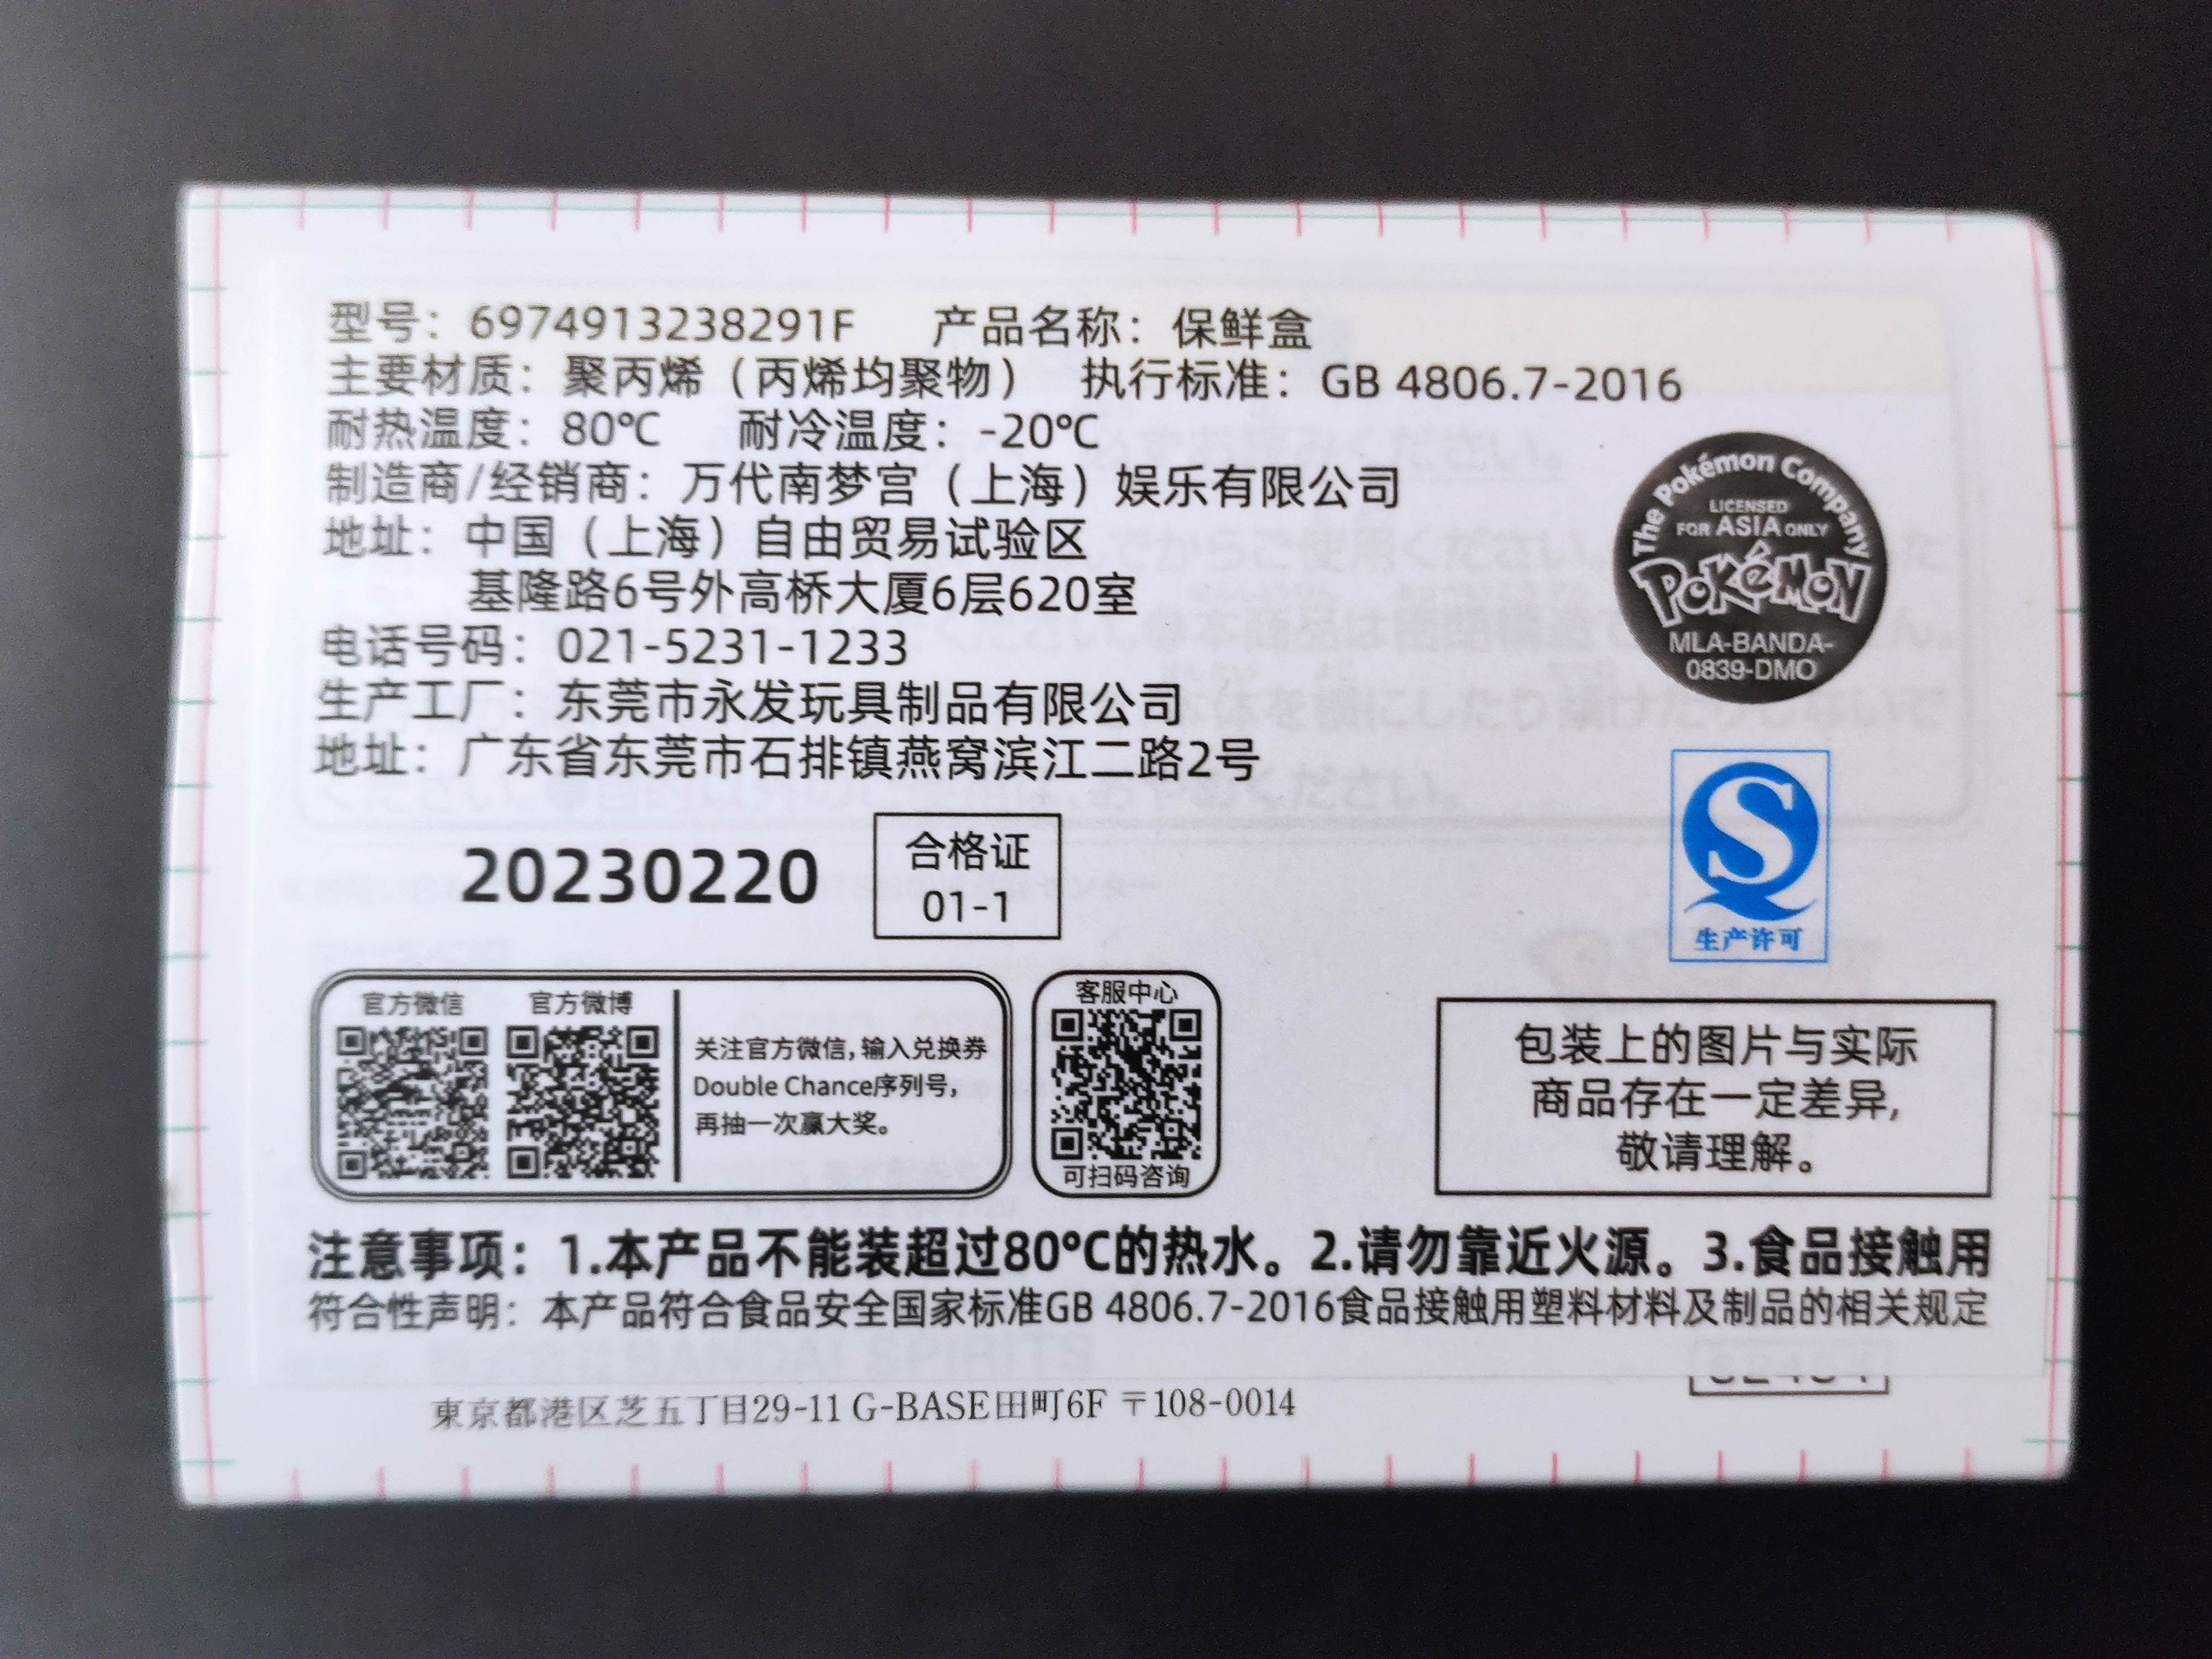 型号：6974913238291F 产品名称：保鲜盒
主要材质：聚丙烯（丙烯均聚物） 执行标准：GB 4806.7-2016
耐热温度：80℃ 耐冷温度：-20℃
制造商/经销商：万代南梦宫（上海）娱乐有限公司
地址：中国（上海）自由贸易试验区
基隆路6号外高桥大厦6层620室
电话号码：021-5231-1233
生产工厂：东莞市永发玩具制品有限公司
地址：广东省东莞市石排镇燕窝滨江二路2号
The Pokémon Company
LICENSED
FOR ASIA ONLY
POKéMON
MLA-BANDA-
0839-DMO
20230220
合格证
01-1
生产许可
官方微信 官方微博
关注官方微信,输入兑换券
Double Chance序列号,
再抽一次赢大奖。
客服中心
可扫码咨询
包装上的图片与实际
商品存在一定差异,
敬请理解。
注意事项：1.本产品不能装超过80℃的热水。2.请勿靠近火源。3.食品接触用
符合性声明：本产品符合食品安全国家标准GB 4806.7-2016食品接触用塑料材料及制品的相关规定
東京都港区芝五丁目29-11 G-BASE田町6F 〒108-0014